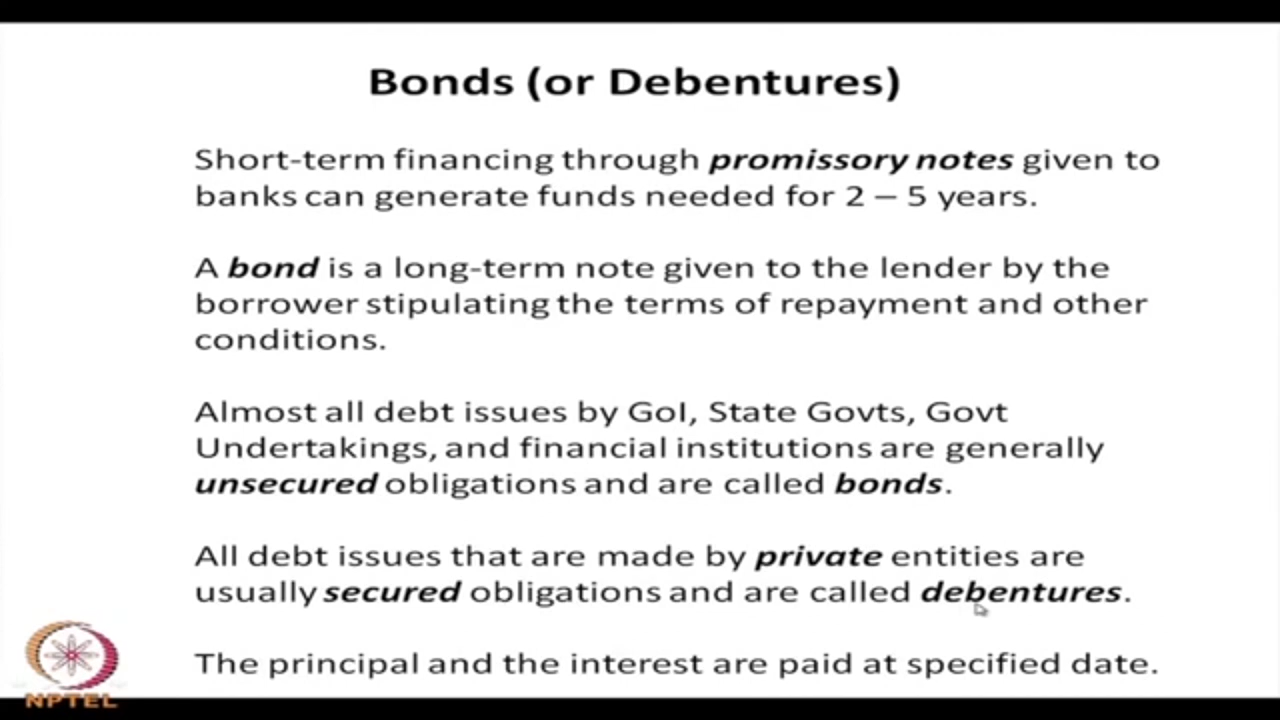 Bonds (or Debentures)
Short-term financing through promissory notes given to
banks can generate funds needed for 2 – 5 years.
A bond is a long-term note given to the lender by the
borrower stipulating the terms of repayment and other
conditions.
Almost all debt issues by GoI, State Govts, Govt
Undertakings, and financial institutions are generally
unsecured obligations and are called bonds.
All debt issues that are made by private entities are
usually secured obligations and are called debentures.
The principal and the interest are paid at specified date.
NPTEL